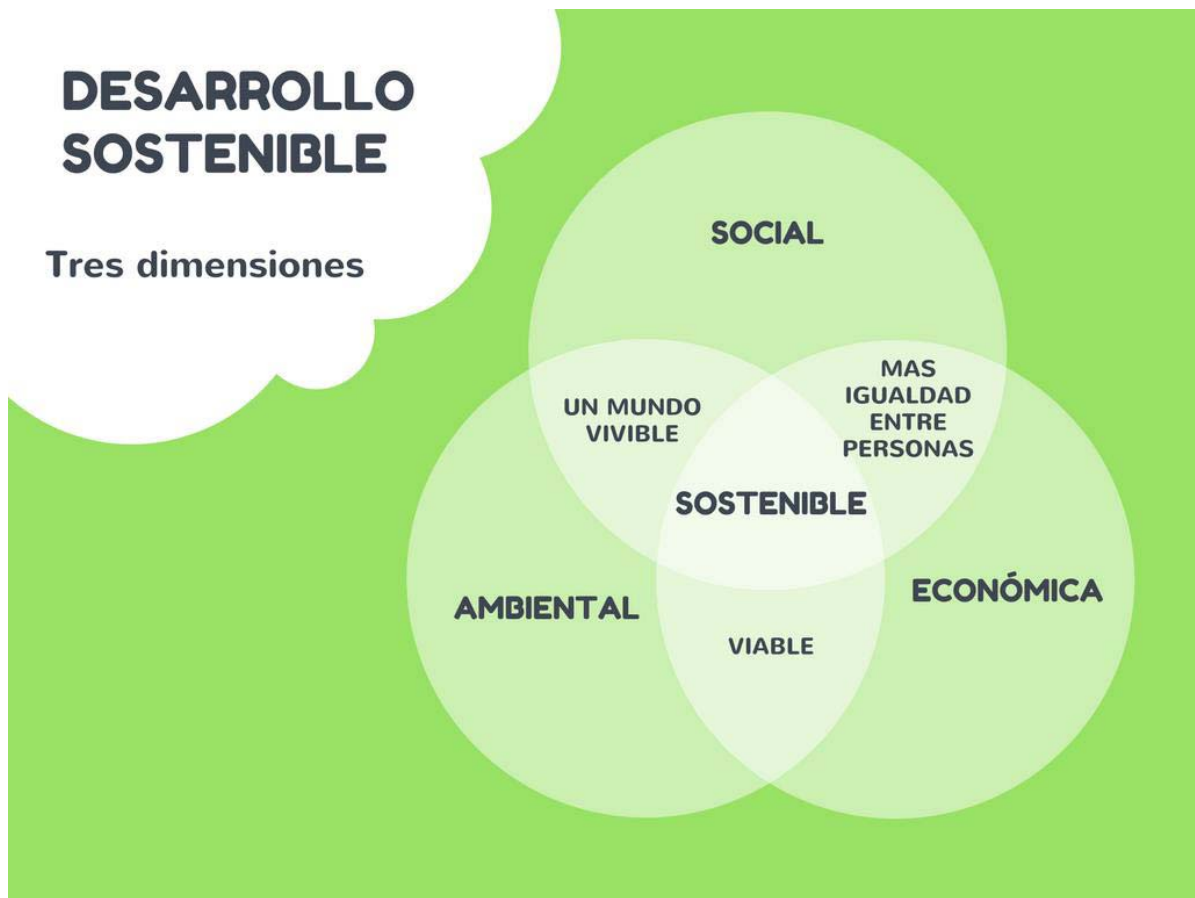 DESARROLLO
SOSTENIBLE
Tres dimensiones
SOCIAL
UN MUNDO
VIVIBLE
MAS
IGUALDAD
ENTRE
PERSONAS
SOSTENIBLE
AMBIENTAL
ECONÓMICA
VIABLE